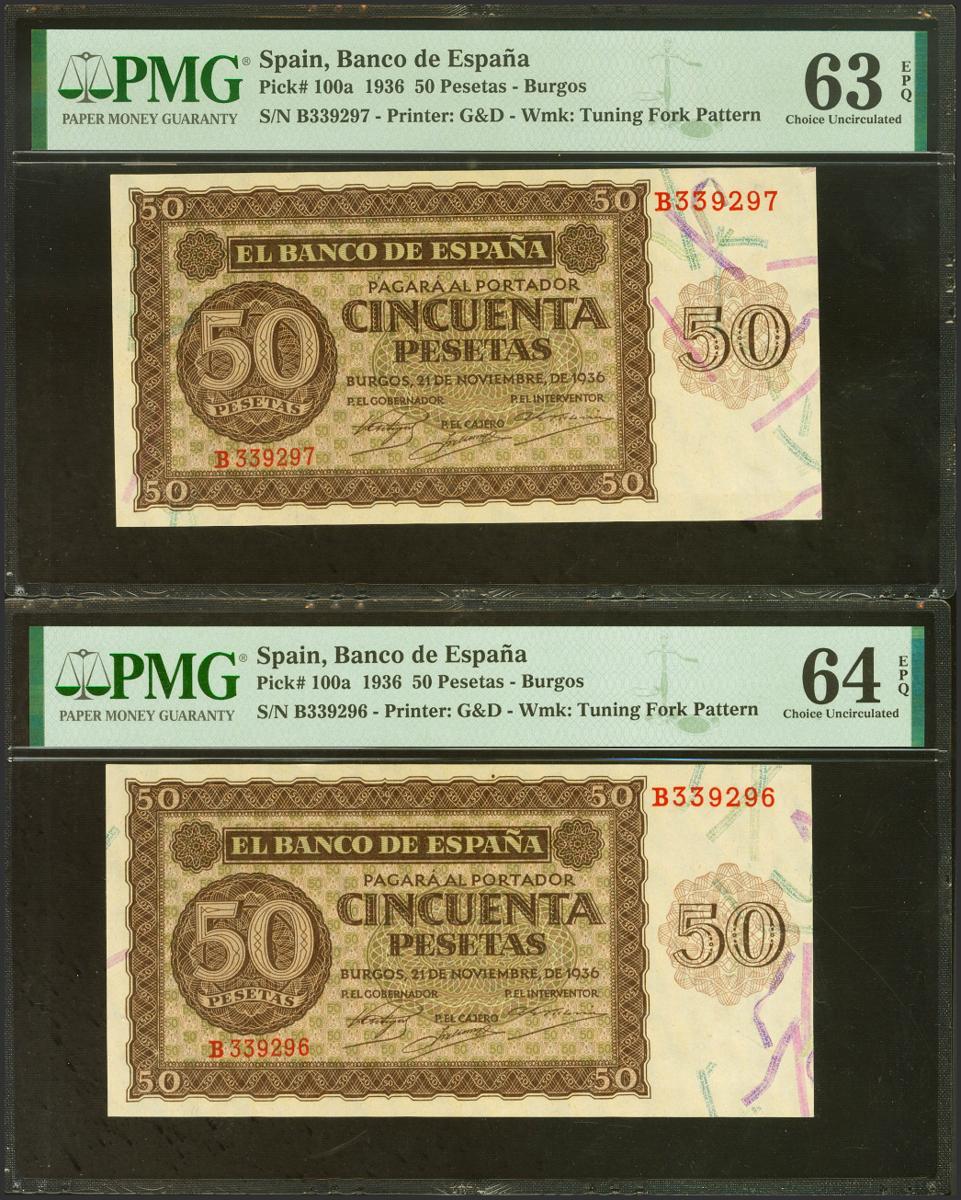 PMG®
PAPER MONEY GUARANTY
Spain, Banco de España
Pick# 100a 1936 50 Pesetas - Burgos
S/N B339297 - Printer: G&D - Wmk: Tuning Fork Pattern
63 EPQ
Choice Uncirculated
50 50
B339297
EL BANCO DE ESPAÑA
PAGARÁ AL PORTADOR
CINCUENTA
PESETAS
BURGOS, 21 DE NOVIEMBRE, DE 1936
P.EL GOBERNADOR P.EL INTERVENTOR
P.EL CAJERO
50
PESETAS
50
B339297
50 50
PMG®
PAPER MONEY GUARANTY
Spain, Banco de España
Pick# 100a 1936 50 Pesetas - Burgos
S/N B339296 - Printer: G&D - Wmk: Tuning Fork Pattern
64 EPQ
Choice Uncirculated
50 50
B339296
EL BANCO DE ESPAÑA
PAGARÁ AL PORTADOR
CINCUENTA
PESETAS
BURGOS, 21 DE NOVIEMBRE, DE 1936
P.EL GOBERNADOR P.EL INTERVENTOR
P.EL CAJERO
50
PESETAS
50
B339296
50 50